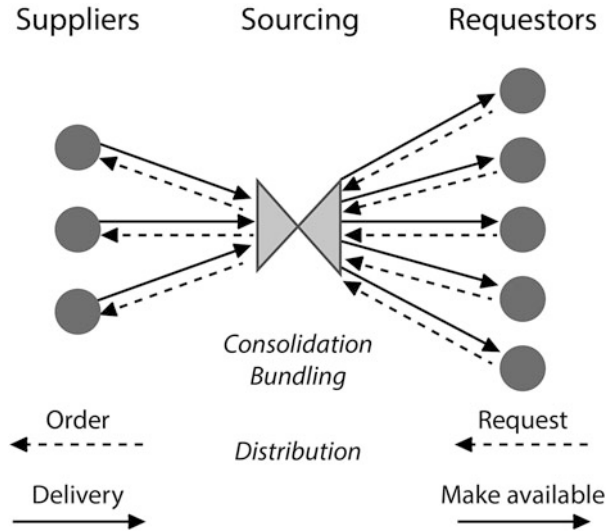 Suppliers
Sourcing
Requestors
Consolidation
Bundling
Order
Distribution
Request
Delivery
Make available